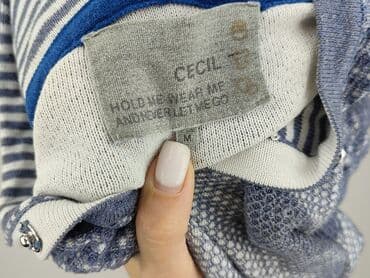 CECIL
HOLD ME WEAR ME
AND NEVER LET ME GO
M